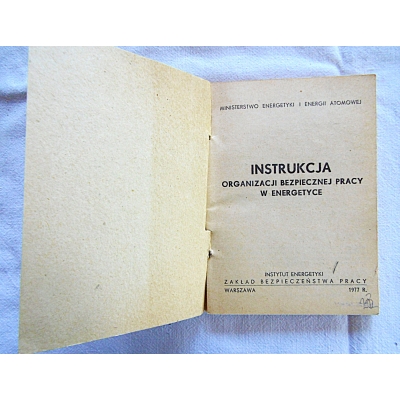 MINISTERSTWO ENERGETYKI I ENERGII ATOMOWEJ
INSTRUKCJA
ORGANIZACJI BEZPIECZNEJ PRACY
W ENERGETYCE
INSTYTUT ENERGETYKI
ZAKŁAD BEZPIECZEŃSTWA PRACY
WARSZAWA 1977 R.